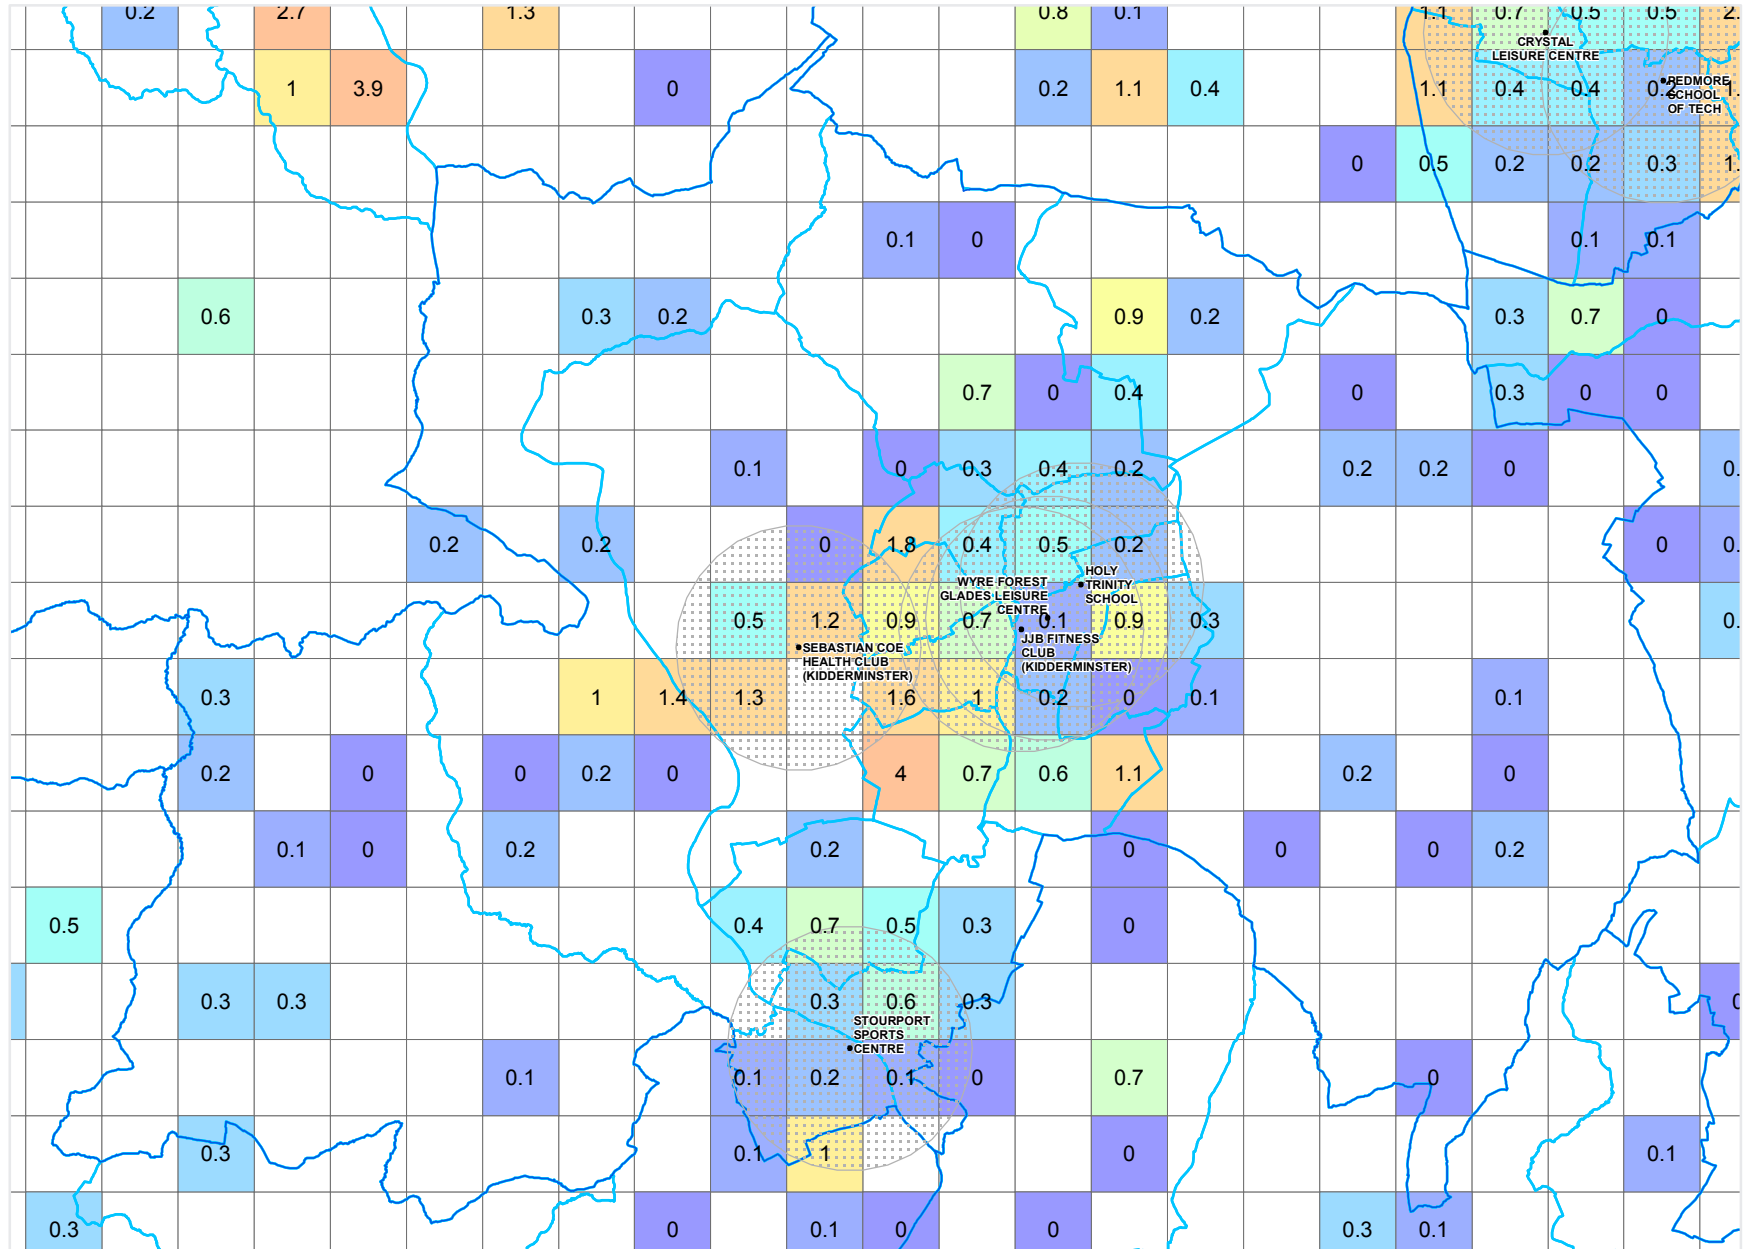 0.2 2.7 1.3 0.8 0.1 1.1 0.7 0.5 0.5 2.
CRYSTAL
LEISURE CENTRE
1 3.9 0 0.2 1.1 0.4 1.1 0.4 0.4 0.2 1.
REDMORE
SCHOOL
OF TECH
0 0.5 0.2 0.2 0.3 1.
0.1 0 0.1 0.1
0.6 0.3 0.2 0.9 0.2 0.3 0.7 0
0.7 0 0.4 0 0.3 0 0
0.1 0 0.3 0.4 0.2 0.2 0.2 0 0.
0.2 0.2 0 1.8 0.4 0.5 0.2 0 0.
HOLY
TRINITY
SCHOOL
WYRE FOREST
GLADES LEISURE
CENTRE
0.5 1.2 0.9 0.7 0.1 0.9 0.3 0.
JJB FITNESS
CLUB
(KIDDERMINSTER)
SEBASTIAN COE
HEALTH CLUB
(KIDDERMINSTER)
0.3 1 1.4 1.3 1.6 1 0.2 0 0.1 0.1
0.2 0 0 0.2 0 4 0.7 0.6 1.1 0.2 0
0.1 0 0.2 0.2 0 0 0 0.2
0.5 0.4 0.7 0.5 0.3 0
0.3 0.3 0.3 0.6 0.3
STOURPORT
SPORTS
CENTRE
0.1 0.1 0.2 0.1 0 0.7 0
0.3 0.1 1 0 0.1
0.3 0 0.1 0 0 0.3 0.1